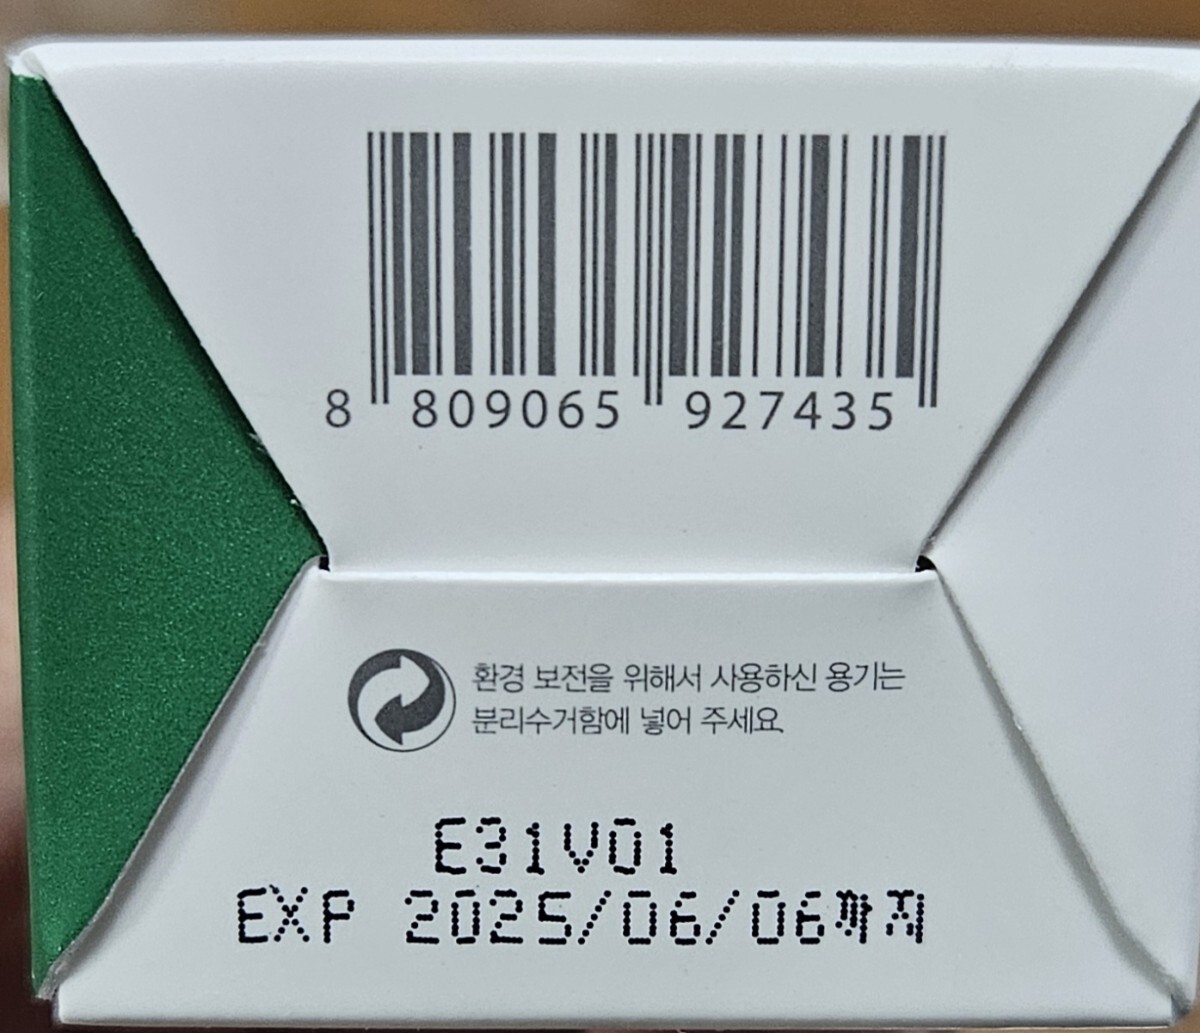 8 809065 927435
환경 보전을 위해서 사용하신 용기는
분리수거함에 넣어 주세요.
E31V01
EXP 2025/06/06까지